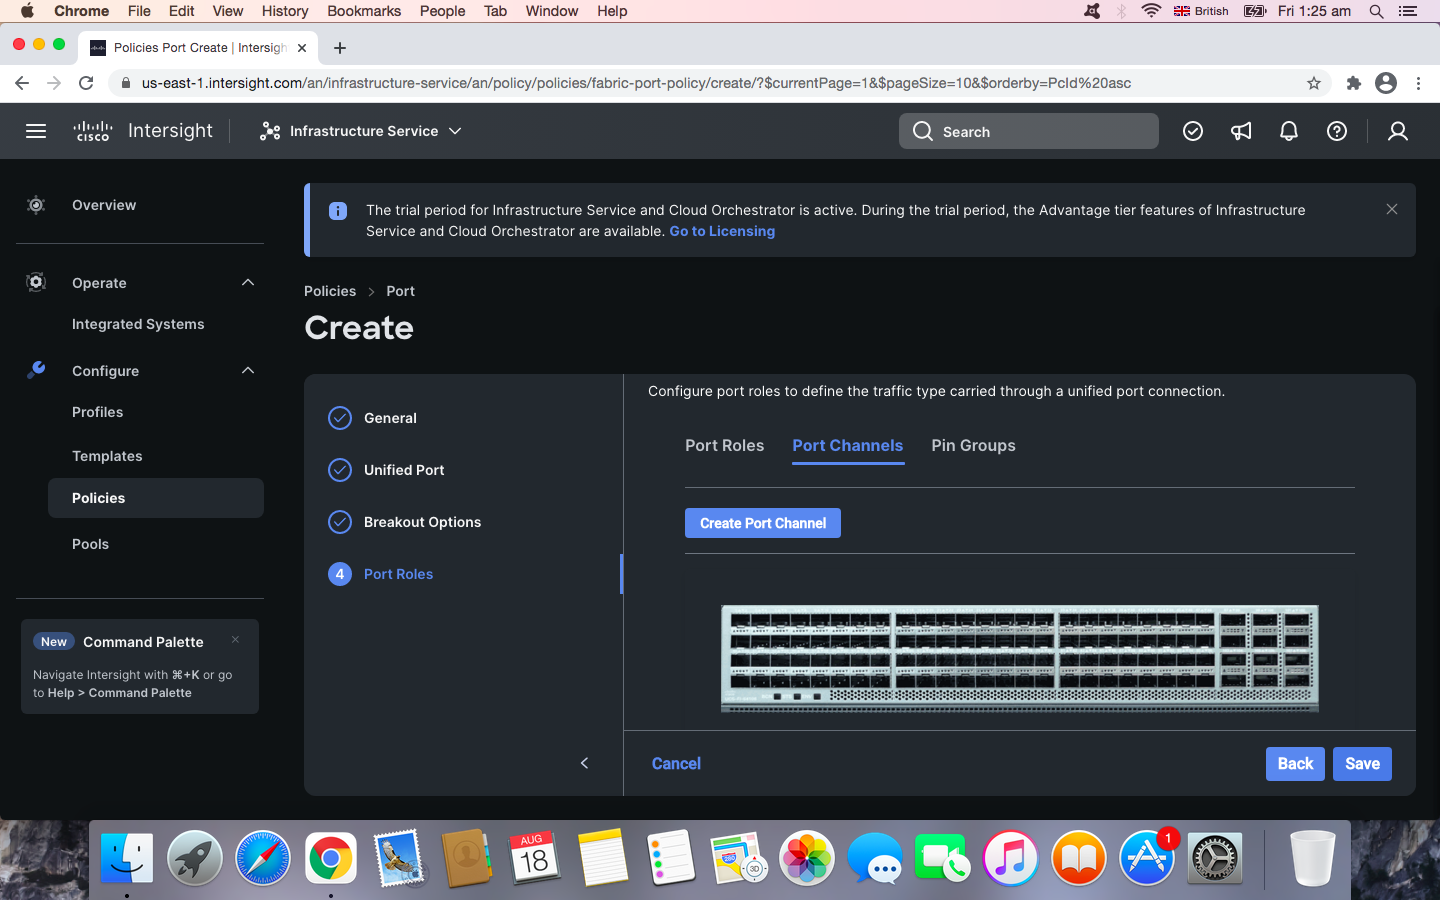 Chrome File Edit View History Bookmarks People Tab Window Help British Fri 1:25 am
Policies Port Create | Intersigh
us-east-1.intersight.com/an/infrastructure-service/an/policy/policies/fabric-port-policy/create/?$currentPage=1&$pageSize=10&$orderby=PcId%20asc
CISCO Intersight Infrastructure Service Search
Overview
Operate
Integrated Systems
Configure
Profiles
Templates
Policies
Pools
New Command Palette
Navigate Intersight with ⌘+K or go
to Help > Command Palette
The trial period for Infrastructure Service and Cloud Orchestrator is active. During the trial period, the Advantage tier features of Infrastructure
Service and Cloud Orchestrator are available. Go to Licensing
Policies > Port
Create
General
Unified Port
Breakout Options
4 Port Roles
Configure port roles to define the traffic type carried through a unified port connection.
Port Roles Port Channels Pin Groups
Create Port Channel
Cancel Back Save
AUG
18
280
3D
1